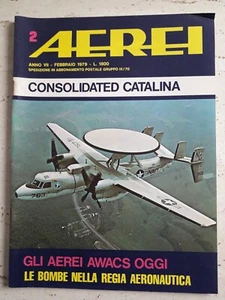 2
AEREI
ANNO VII - FEBBRAIO 1979 - L. 1800
SPEDIZIONE IN ABBONAMENTO POSTALE GRUPPO III/70
CONSOLIDATED CATALINA
763
GLI AEREI AWACS OGGI
LE BOMBE NELLA REGIA AERONAUTICA